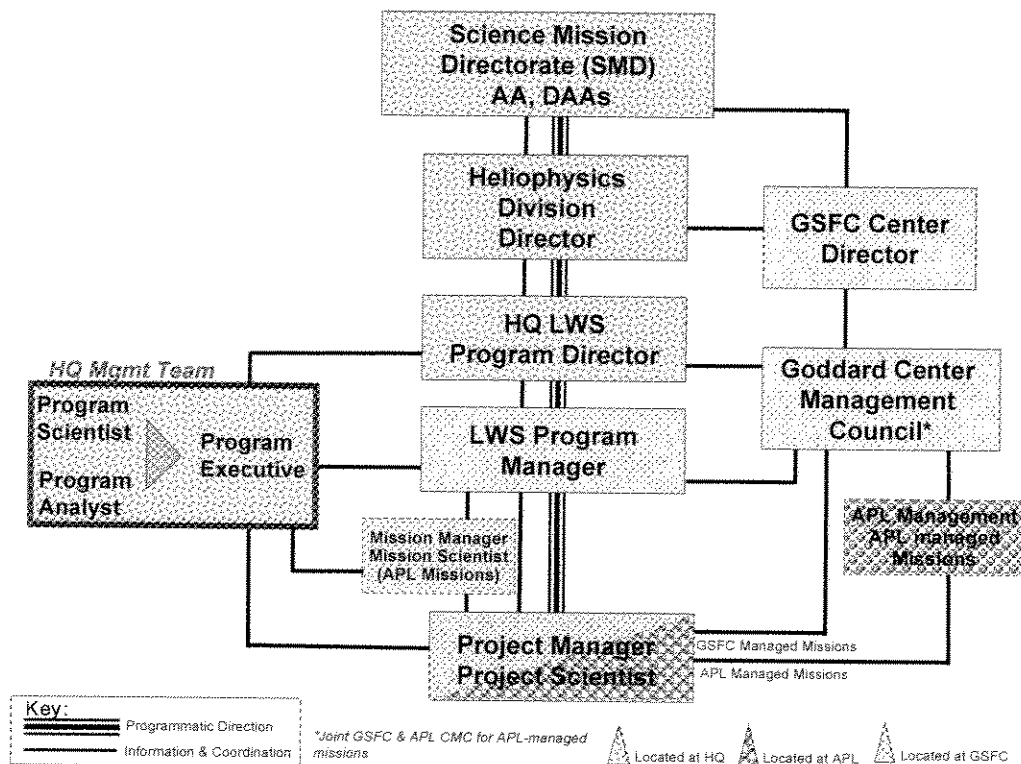 Science Mission
Directorate (SMD)
AA, DAAs
Heliophysics
Division
Director
GSFC Center
Director
HQ LWS
Program Director
HQ Mgmt Team
Program
Scientist
Program
Executive
Program
Analyst
LWS Program
Manager
Goddard Center
Management
Council*
Mission Manager
Mission Scientist
(APL Missions)
APL Management
APL managed
Missions
Project Manager
Project Scientist
GSFC Managed Missions
APL Managed Missions
Key:
Programmatic Direction
Information & Coordination
*Joint GSFC & APL CMC for APL-managed
missions
Located at HQ
Located at APL
Located at GSFC